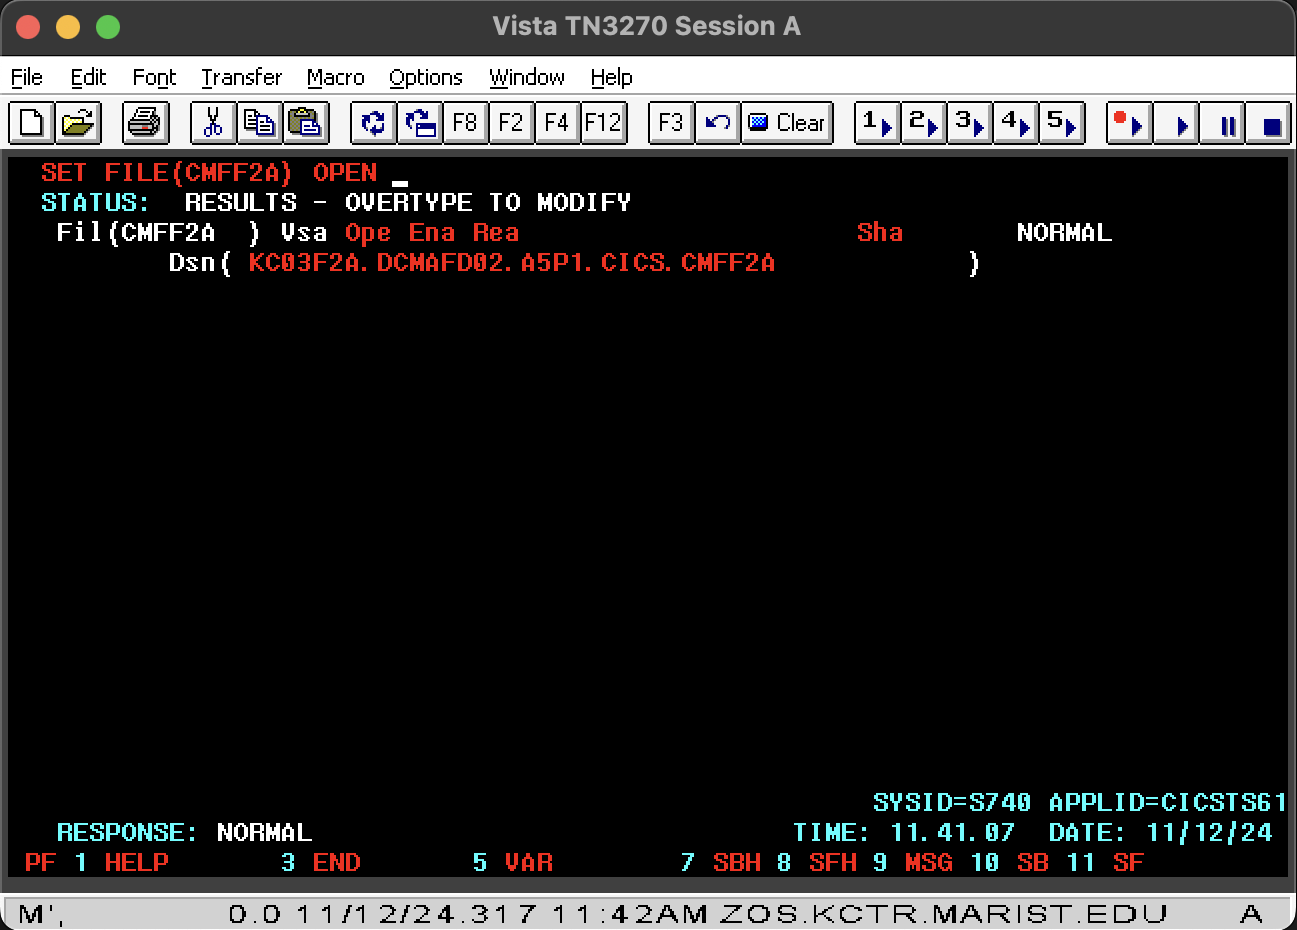 Vista TN3270 Session A
File Edit Font Transfer Macro Options Window Help
F8 F2 F4 F12 F3 Clear 1 2 3 4 5
SET FILE(CMFF2A) OPEN
STATUS: RESULTS - OVERTYPE TO MODIFY
Fil(CMFF2A ) Vsa Ope Ena Rea Sha NORMAL
Dsn( KC03F2A.DCMAFD02.A5P1.CICS.CMFF2A )
SYSID=S740 APPLID=CICSTS61
RESPONSE: NORMAL TIME: 11.41.07 DATE: 11/12/24
PF 1 HELP 3 END 5 VAR 7 SBH 8 SFH 9 MSG 10 SB 11 SF
M', 0.0 11/12/24.317 11:42AM ZOS.KCTR.MARIST.EDU A